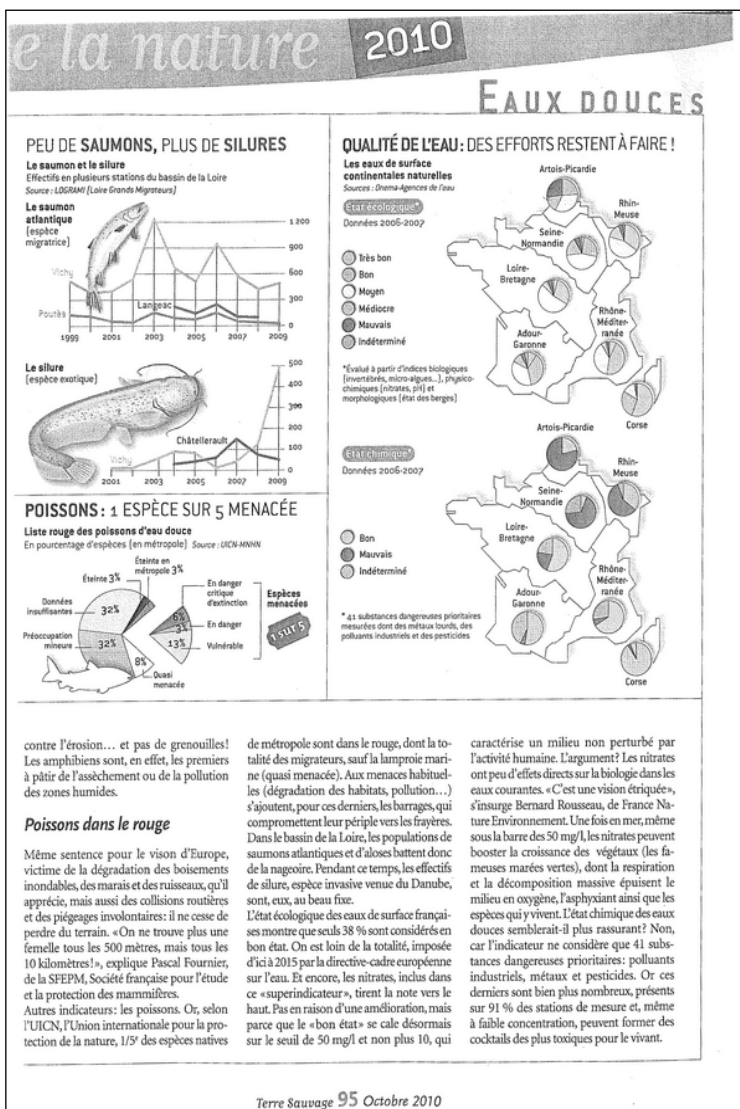 e la nature 2010
EAUX DOUCES
PEU DE SAUMONS, PLUS DE SILURES
Le saumon et le silure
Effectifs en plusieurs stations du bassin de la Loire
Source : LOGRAMI (Loire Grands Migrateurs)
Le saumon
atlantique
(espèce
migratrice)
1 200
900
600
300
0
Vichy
Langeac
Poutès
1999 2001 2003 2005 2007 2009
Le silure
(espèce exotique)
500
400
300
200
100
0
Châtellerault
Vichy
2001 2003 2005 2007 2009
POISSONS : 1 ESPÈCE SUR 5 MENACÉE
Liste rouge des poissons d'eau douce
En pourcentage d'espèces (en métropole) Source : UICN-MNHN
Éteinte en
métropole 3%
Éteinte 3%
Données
insuffisantes
32%
Préoccupation
mineure
32%
8%
Quasi
menacée
En danger
critique
d'extinction
6%
En danger
3%
Vulnérable
13%
Espèces
menacées
1 sur 5
QUALITÉ DE L'EAU : DES EFFORTS RESTENT À FAIRE !
Les eaux de surface
continentales naturelles
Sources : Onema-Agences de l'eau
État écologique*
Données 2006-2007
Très bon
Bon
Moyen
Médiocre
Mauvais
Indéterminé
*Évalué à partir d'indices biologiques
(invertébrés, micro-algues...), physico-
chimiques (nitrates, pH) et
morphologiques (état des berges)
Artois-Picardie
Rhin-
Meuse
Seine-
Normandie
Loire-
Bretagne
Rhône-
Méditer-
ranée
Adour-
Garonne
Corse
État chimique*
Données 2006-2007
Bon
Mauvais
Indéterminé
* 41 substances dangereuses prioritaires
mesurées dont des métaux lourds, des
polluants industriels et des pesticides
Artois-Picardie
Rhin-
Meuse
Seine-
Normandie
Loire-
Bretagne
Rhône-
Méditer-
ranée
Adour-
Garonne
Corse
contre l'érosion… et pas de grenouilles!
Les amphibiens sont, en effet, les premiers
à pâtir de l'assèchement ou de la pollution
des zones humides.
Poissons dans le rouge
Même sentence pour le vison d'Europe,
victime de la dégradation des boisements
inondables, des marais et des ruisseaux, qu'il
apprécie, mais aussi des collisions routières
et des piégeages involontaires: il ne cesse de
perdre du terrain. «On ne trouve plus une
femelle tous les 500 mètres, mais tous les
10 kilomètres!», explique Pascal Fournier,
de la SFEPM, Société française pour l'étude
et la protection des mammifères.
Autres indicateurs: les poissons. Or, selon
l'UICN, l'Union internationale pour la pro-
tection de la nature, 1/5e des espèces natives
de métropole sont dans le rouge, dont la to-
talité des migrateurs, sauf la lamproie mari-
ne (quasi menacée). Aux menaces habituel-
les (dégradation des habitats, pollution…)
s'ajoutent, pour ces derniers, les barrages, qui
compromettent leur périple vers les frayères.
Dans le bassin de la Loire, les populations de
saumons atlantiques et d'aloses battent donc
de la nageoire. Pendant ce temps, les effectifs
de silure, espèce invasive venue du Danube,
sont, eux, au beau fixe.
L'état écologique des eaux de surface françai-
ses montre que seuls 38 % sont considérés en
bon état. On est loin de la totalité, imposée
d'ici à 2015 par la directive-cadre européenne
sur l'eau. Et encore, les nitrates, inclus dans
ce «superindicateur», tirent la note vers le
haut. Pas en raison d'une amélioration, mais
parce que le «bon état» se cale désormais
sur le seuil de 50 mg/l et non plus 10, qui
caractérise un milieu non perturbé par
l'activité humaine. L'argument? Les nitrates
ont peu d'effets directs sur la biologie dans les
eaux courantes. «C'est une vision étriquée»,
s'insurge Bernard Rousseau, de France Na-
ture Environnement. Une fois en mer, même
sous la barre des 50 mg/l, les nitrates peuvent
booster la croissance des végétaux (les fa-
meuses marées vertes), dont la respiration
et la décomposition massive épuisent le
milieu en oxygène, l'asphyxiant ainsi que les
espèces qui y vivent. L'état chimique des eaux
douces semblerait-il plus rassurant? Non,
car l'indicateur ne considère que 41 subs-
tances dangereuses prioritaires: polluants
industriels, métaux et pesticides. Or ces
derniers sont bien plus nombreux, présents
sur 91 % des stations de mesure et, même
à faible concentration, peuvent former des
cocktails des plus toxiques pour le vivant.
Terre Sauvage 95 Octobre 2010